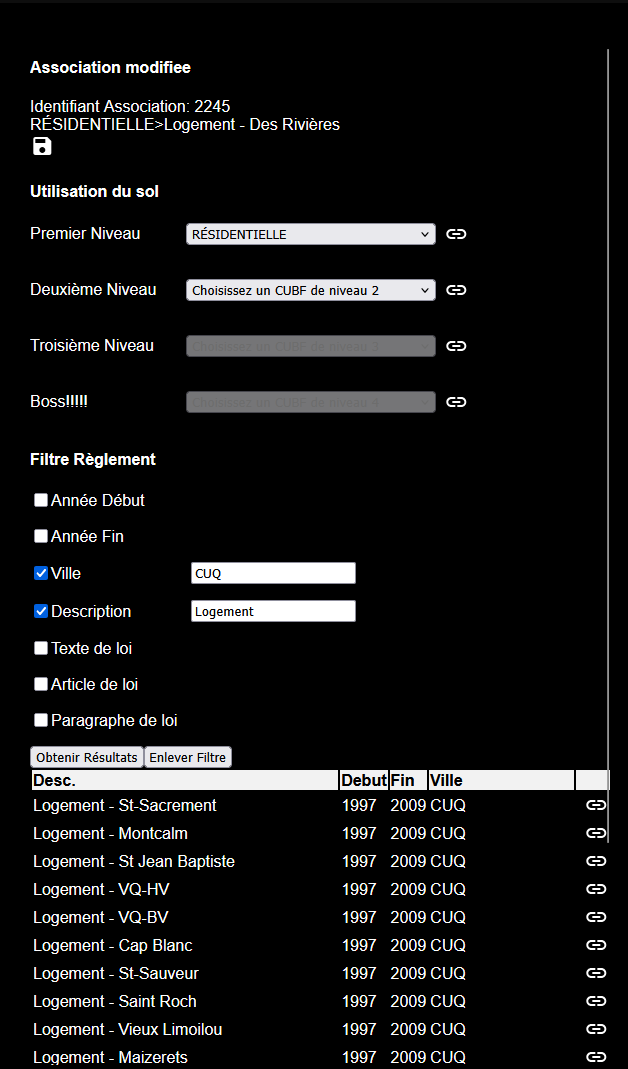 Association modifiee
Identifiant Association: 2245
RÉSIDENTIELLE>Logement - Des Rivières
Utilisation du sol
Premier Niveau RÉSIDENTIELLE
Deuxième Niveau Choisissez un CUBF de niveau 2
Troisième Niveau Choisissez un CUBF de niveau 3
Boss!!!!! Choisissez un CUBF de niveau 4
Filtre Règlement
Année Début
Année Fin
Ville CUQ
Description Logement
Texte de loi
Article de loi
Paragraphe de loi
Obtenir Résultats Enlever Filtre
Desc. Debut Fin Ville
Logement - St-Sacrement 1997 2009 CUQ
Logement - Montcalm 1997 2009 CUQ
Logement - St Jean Baptiste 1997 2009 CUQ
Logement - VQ-HV 1997 2009 CUQ
Logement - VQ-BV 1997 2009 CUQ
Logement - Cap Blanc 1997 2009 CUQ
Logement - St-Sauveur 1997 2009 CUQ
Logement - Saint Roch 1997 2009 CUQ
Logement - Vieux Limoilou 1997 2009 CUQ
Logement - Maizerets 1997 2009 CUQ